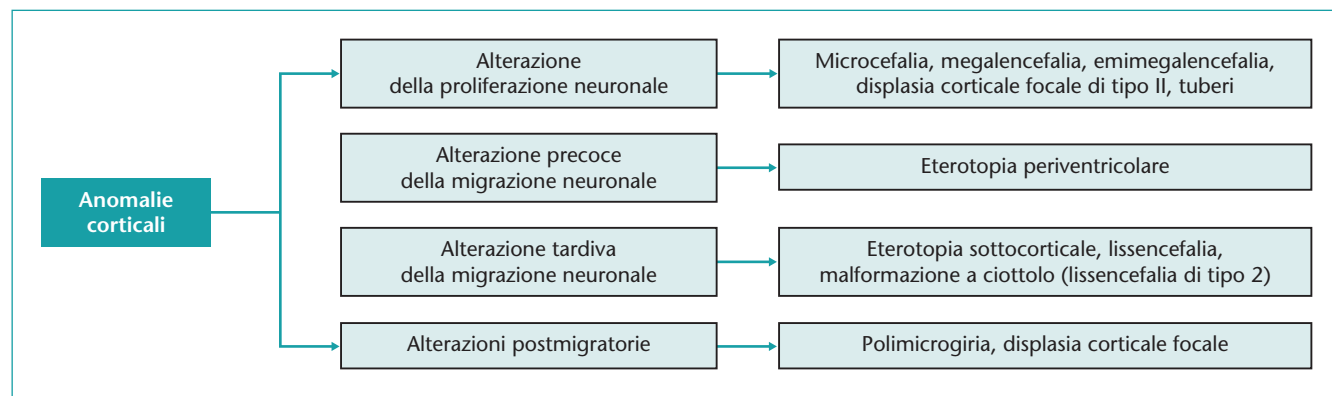 Anomalie
corticali
Alterazione
della proliferazione neuronale
Microcefalia, megalencefalia, emimegalencefalia,
displasia corticale focale di tipo II, tuberi
Alterazione precoce
della migrazione neuronale
Eterotopia periventricolare
Alterazione tardiva
della migrazione neuronale
Eterotopia sottocorticale, lissencefalia,
malformazione a ciottolo (lissencefalia di tipo 2)
Alterazioni postmigratorie
Polimicrogiria, displasia corticale focale